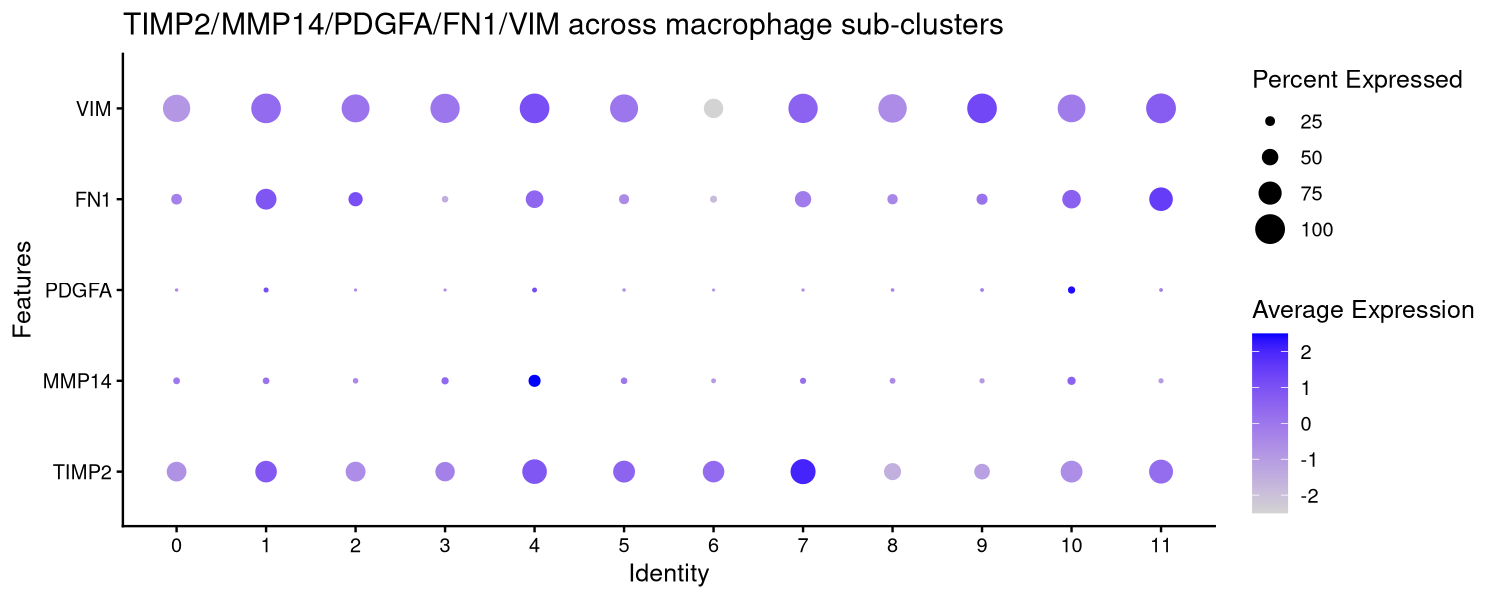 TIMP2/MMP14/PDGFA/FN1/VIM across macrophage sub-clusters
Features
VIM
FN1
PDGFA
MMP14
TIMP2
0 1 2 3 4 5 6 7 8 9 10 11
Identity
Percent Expressed
25
50
75
100
Average Expression
2
1
0
-1
-2